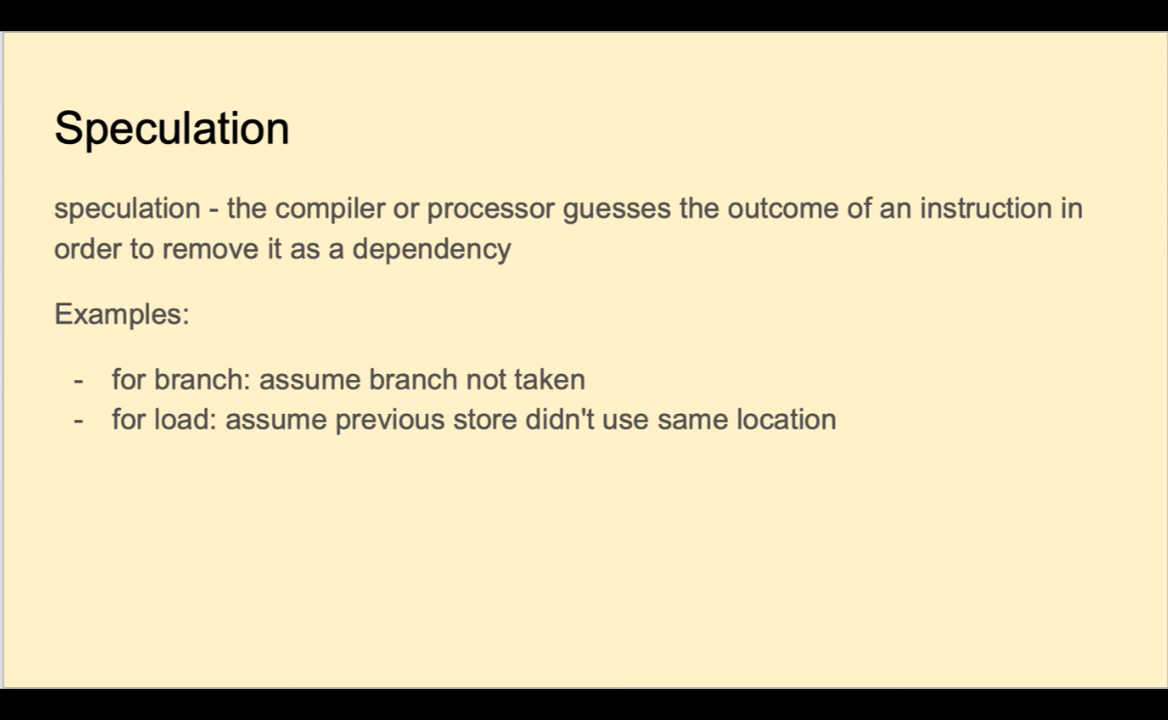 Speculation
speculation - the compiler or processor guesses the outcome of an instruction in
order to remove it as a dependency
Examples:
- for branch: assume branch not taken
- for load: assume previous store didn't use same location